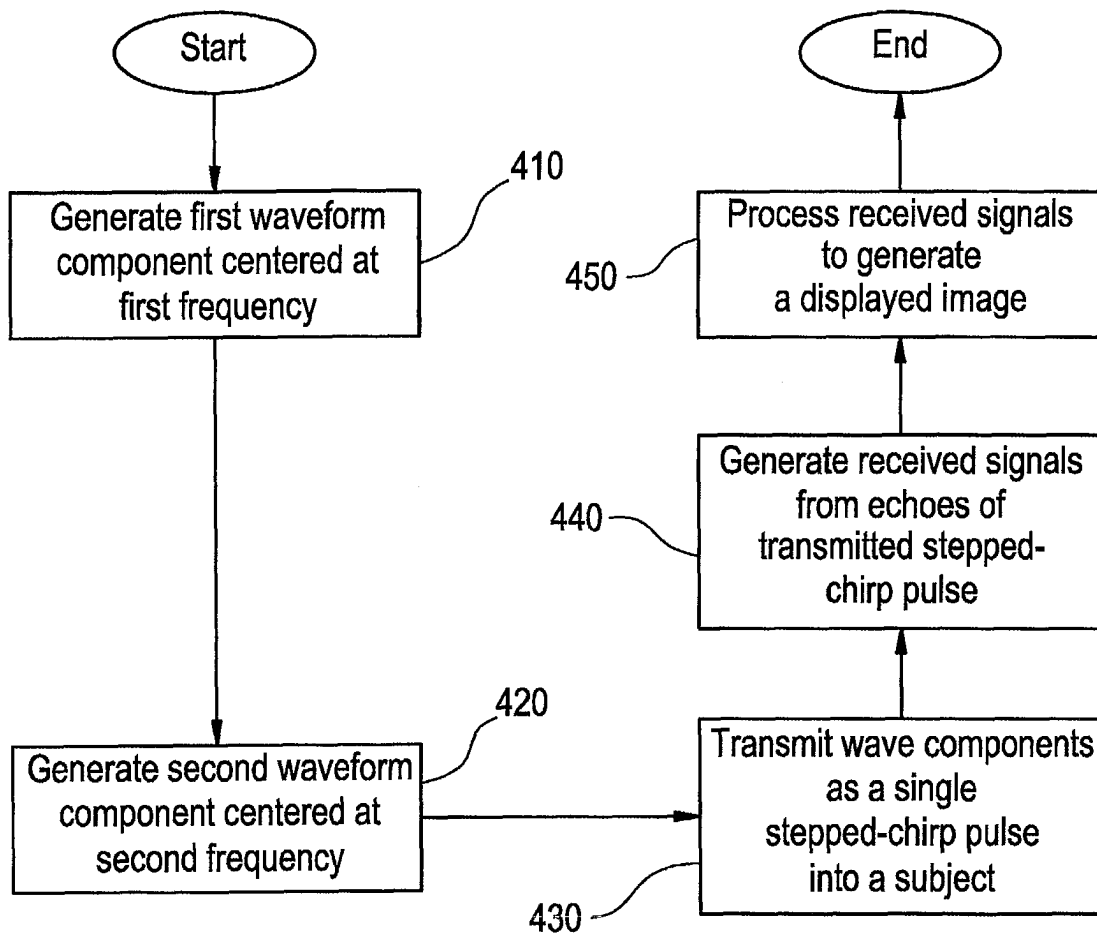 Start
410
Generate first waveform
component centered at
first frequency
420
Generate second waveform
component centered at
second frequency
Transmit wave components
as a single
stepped-chirp pulse
into a subject
430
Generate received signals
from echoes of
transmitted stepped-
chirp pulse
440
Process received signals
to generate
a displayed image
450
End